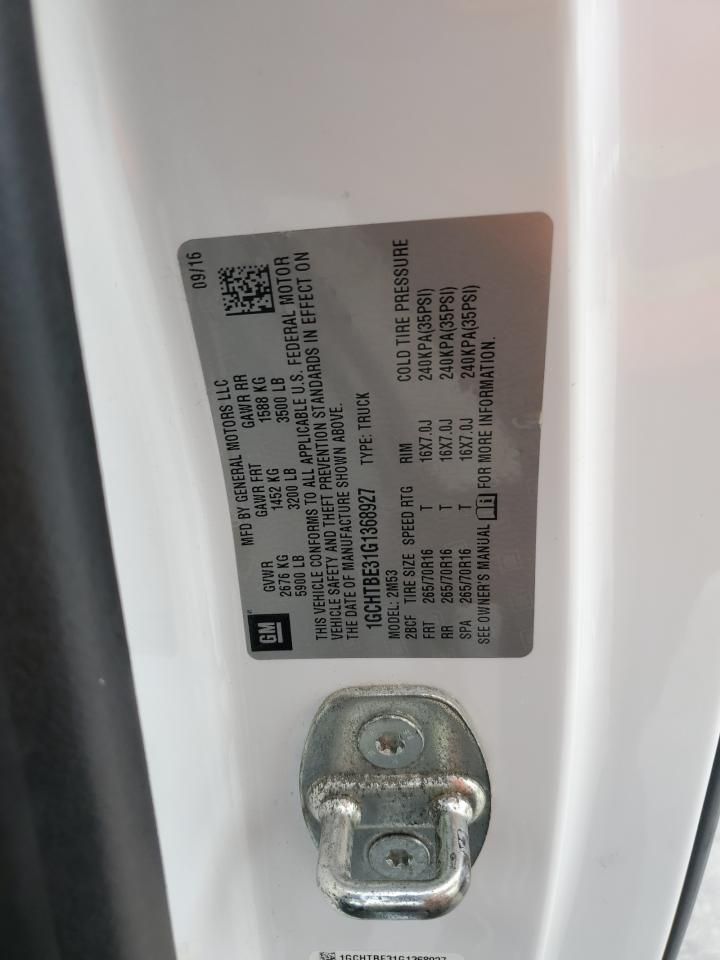 GM
MFD BY GENERAL MOTORS LLC 09/16
GVWR GAWR FRT GAWR RR
2676 KG 1452 KG 1588 KG
5900 LB 3200 LB 3500 LB
THIS VEHICLE CONFORMS TO ALL APPLICABLE U.S. FEDERAL MOTOR
VEHICLE SAFETY AND THEFT PREVENTION STANDARDS IN EFFECT ON
THE DATE OF MANUFACTURE SHOWN ABOVE.
1GCHTBE31G1368927 TYPE: TRUCK
MODEL: 2M53
2BCF TIRE SIZE SPEED RTG RIM COLD TIRE PRESSURE
FRT 265/70R16 T 16X7.0J 240KPA(35PSI)
RR 265/70R16 T 16X7.0J 240KPA(35PSI)
SPA 265/70R16 T 16X7.0J 240KPA(35PSI)
SEE OWNER'S MANUAL FOR MORE INFORMATION.
1GCHTBE31G1368927